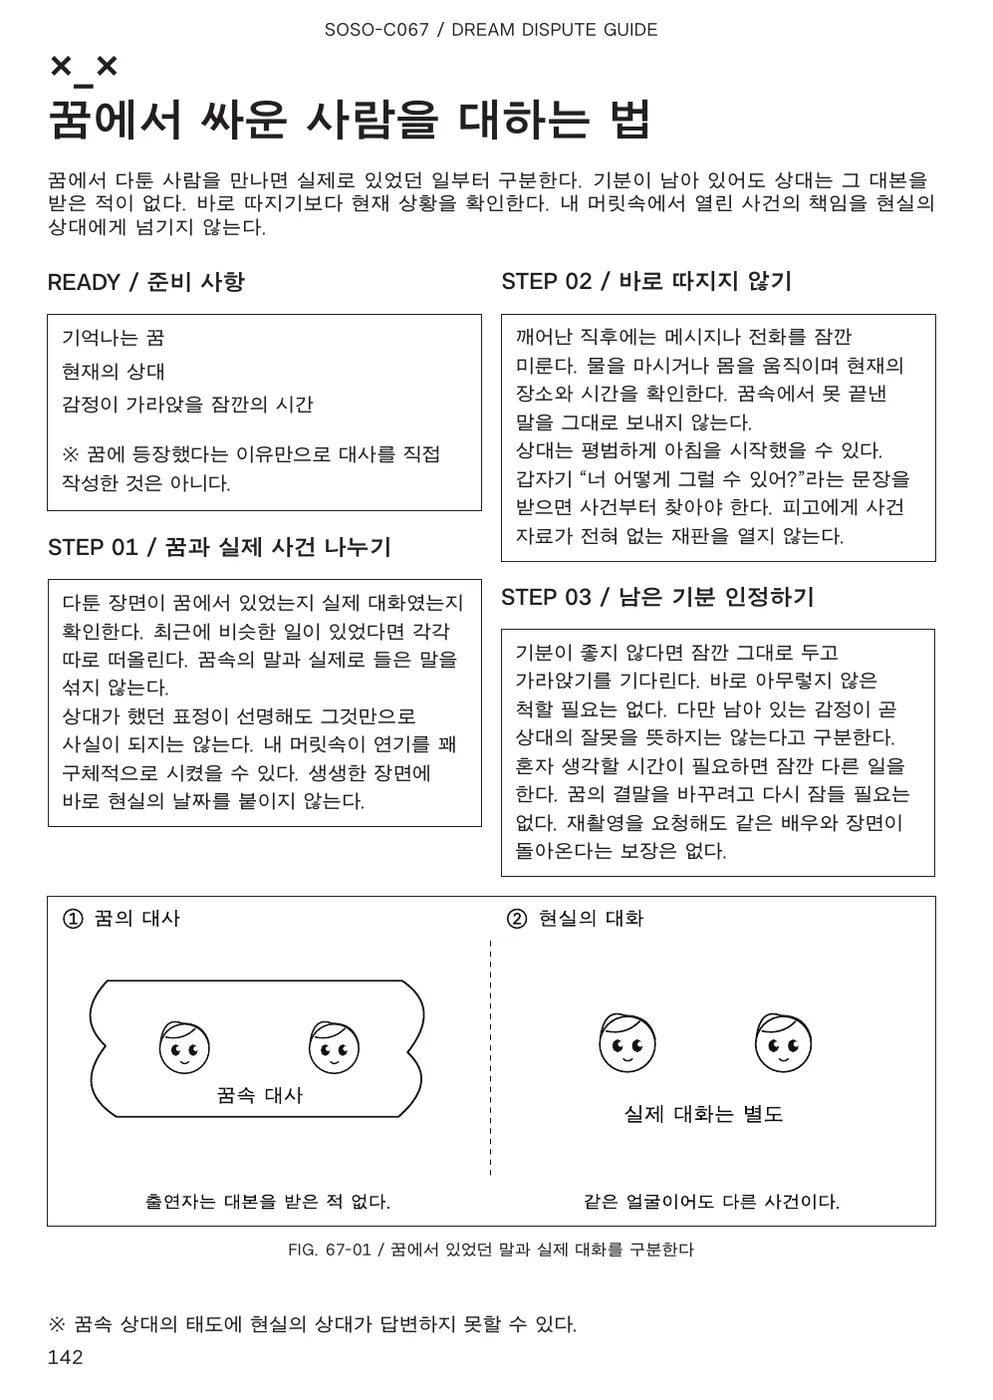 SOSO-C067 / DREAM DISPUTE GUIDE
×_×
꿈에서 싸운 사람을 대하는 법
꿈에서 다툰 사람을 만나면 실제로 있었던 일부터 구분한다. 기분이 남아 있어도 상대는 그 대본을
받은 적이 없다. 바로 따지기보다 현재 상황을 확인한다. 내 머릿속에서 열린 사건의 책임을 현실의
상대에게 넘기지 않는다.
READY / 준비 사항
기억나는 꿈
현재의 상대
감정이 가라앉을 잠깐의 시간
※ 꿈에 등장했다는 이유만으로 대사를 직접
작성한 것은 아니다.
STEP 01 / 꿈과 실제 사건 나누기
다툰 장면이 꿈에서 있었는지 실제 대화였는지
확인한다. 최근에 비슷한 일이 있었다면 각각
따로 떠올린다. 꿈속의 말과 실제로 들은 말을
섞지 않는다.
상대가 했던 표정이 선명해도 그것만으로
사실이 되지는 않는다. 내 머릿속이 연기를 꽤
구체적으로 시켰을 수 있다. 생생한 장면에
바로 현실의 날짜를 붙이지 않는다.
STEP 02 / 바로 따지지 않기
깨어난 직후에는 메시지나 전화를 잠깐
미룬다. 물을 마시거나 몸을 움직이며 현재의
장소와 시간을 확인한다. 꿈속에서 못 끝낸
말을 그대로 보내지 않는다.
상대는 평범하게 아침을 시작했을 수 있다.
갑자기 “너 어떻게 그럴 수 있어?”라는 문장을
받으면 사건부터 찾아야 한다. 피고에게 사건
자료가 전혀 없는 재판을 열지 않는다.
STEP 03 / 남은 기분 인정하기
기분이 좋지 않다면 잠깐 그대로 두고
가라앉기를 기다린다. 바로 아무렇지 않은
척할 필요는 없다. 다만 남아 있는 감정이 곧
상대의 잘못을 뜻하지는 않는다고 구분한다.
혼자 생각할 시간이 필요하면 잠깐 다른 일을
한다. 꿈의 결말을 바꾸려고 다시 잠들 필요는
없다. 재촬영을 요청해도 같은 배우와 장면이
돌아온다는 보장은 없다.
① 꿈의 대사
꿈속 대사
출연자는 대본을 받은 적 없다.
② 현실의 대화
실제 대화는 별도
같은 얼굴이어도 다른 사건이다.
FIG. 67-01 / 꿈에서 있었던 말과 실제 대화를 구분한다
※ 꿈속 상대의 태도에 현실의 상대가 답변하지 못할 수 있다.
142